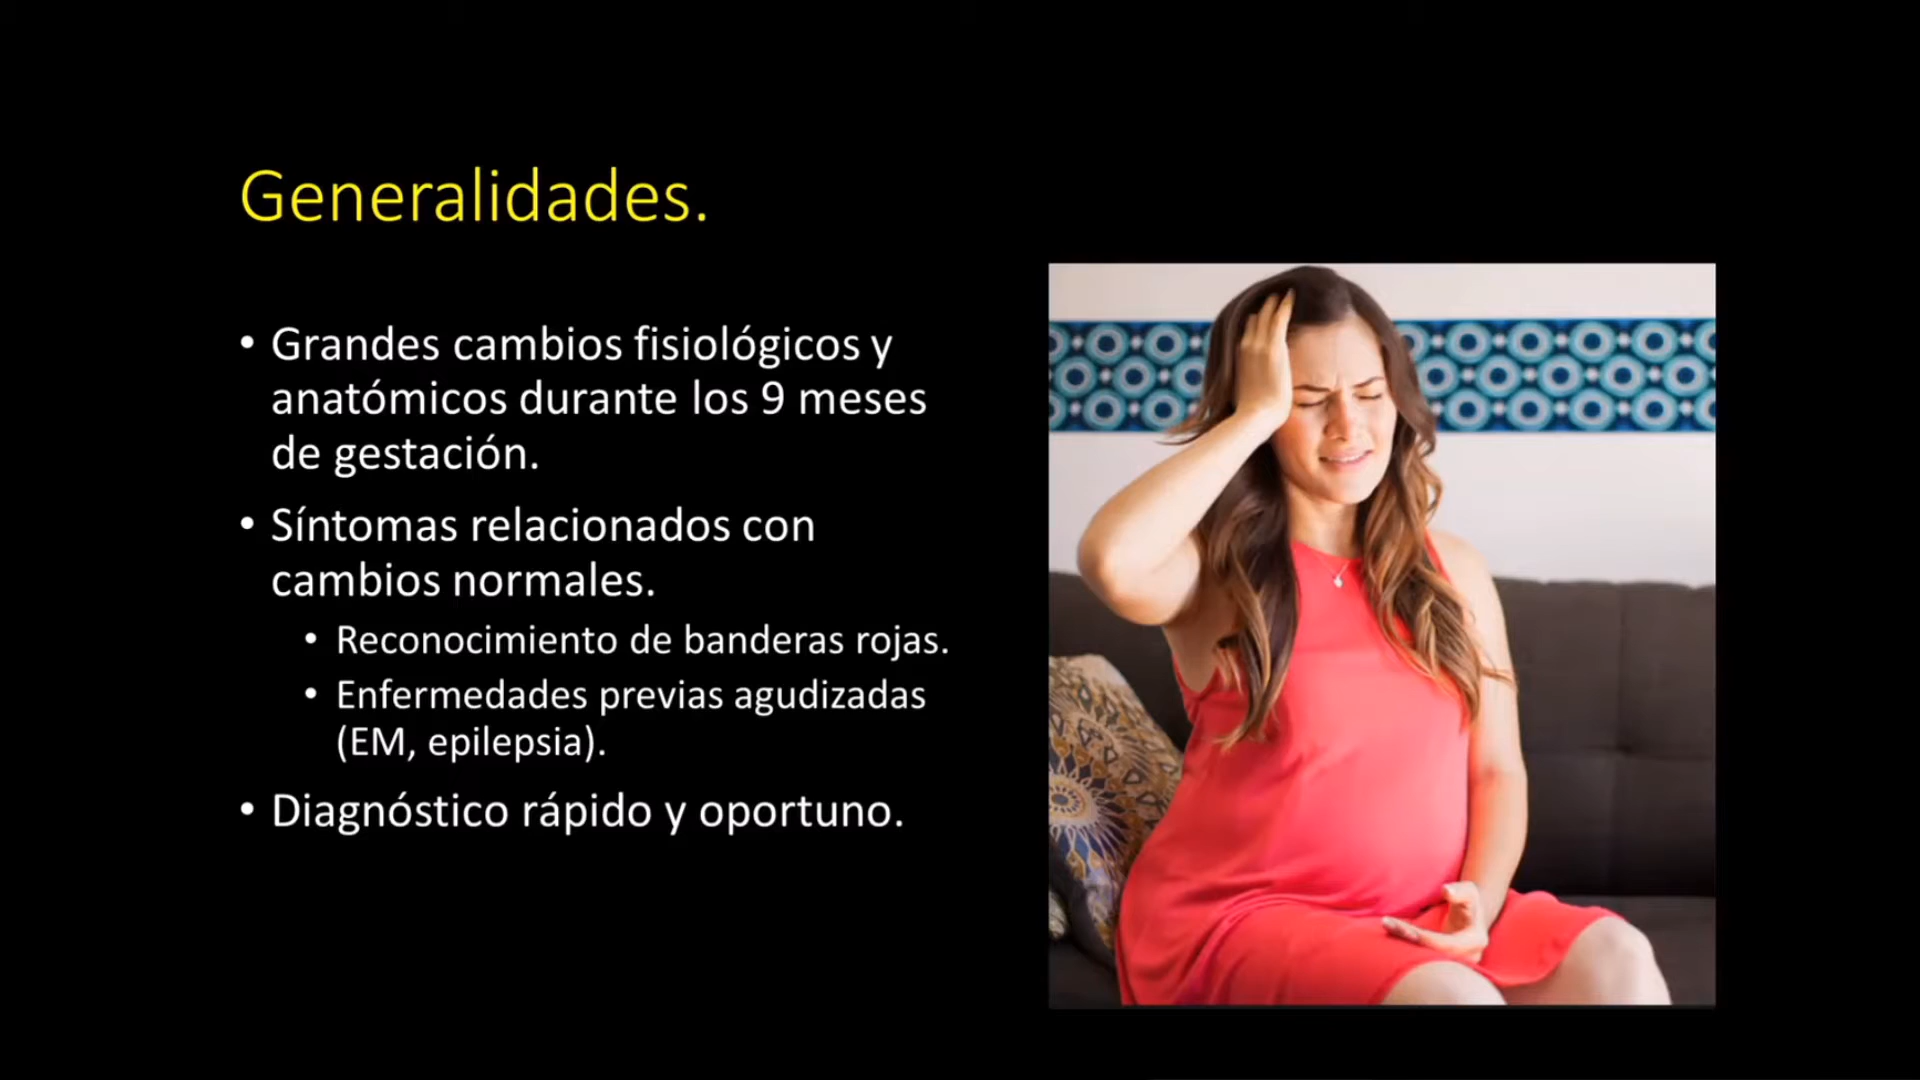 Generalidades.
• Grandes cambios fisiológicos y
anatómicos durante los 9 meses
de gestación.
• Síntomas relacionados con
cambios normales.
• Reconocimiento de banderas rojas.
• Enfermedades previas agudizadas
(EM, epilepsia).
• Diagnóstico rápido y oportuno.